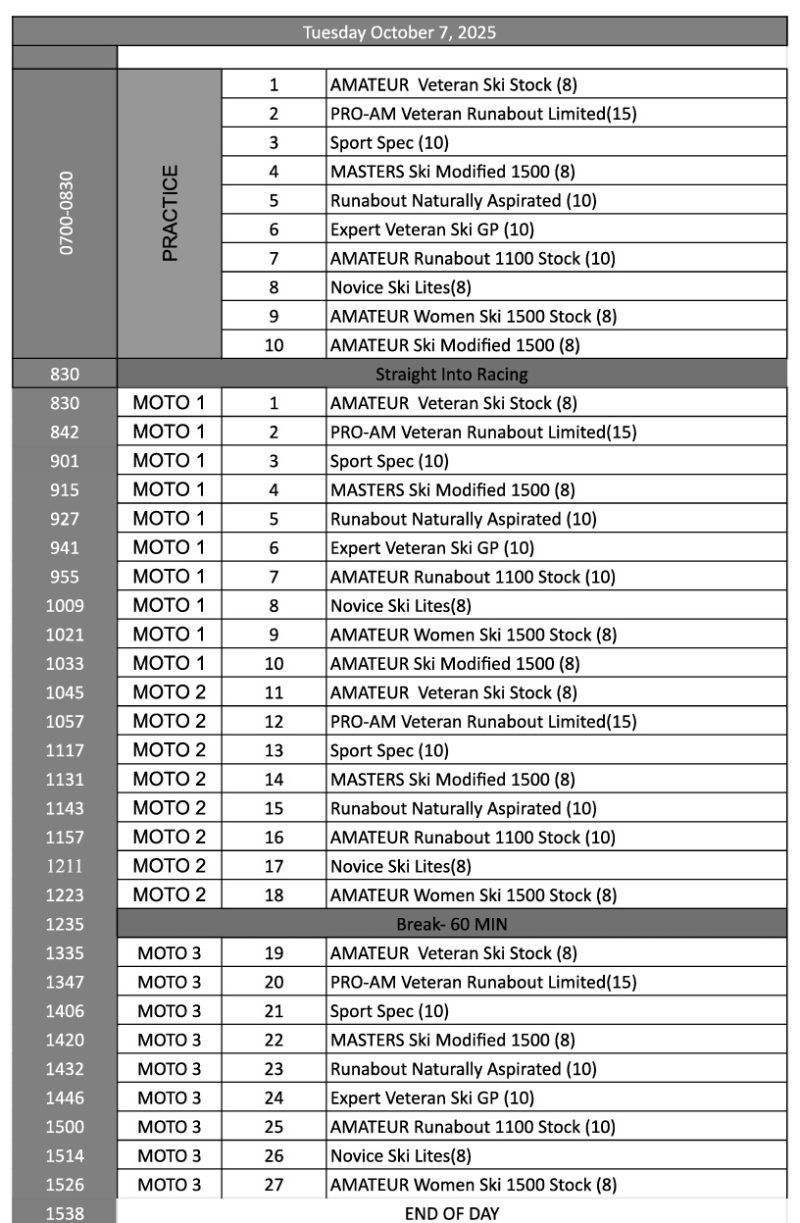 Tuesday October 7, 2025
0700-0830 PRACTICE
1 AMATEUR  Veteran Ski Stock (8)
2 PRO-AM Veteran Runabout Limited(15)
3 Sport Spec (10)
4 MASTERS Ski Modified 1500 (8)
5 Runabout Naturally Aspirated (10)
6 Expert Veteran Ski GP (10)
7 AMATEUR Runabout 1100 Stock (10)
8 Novice Ski Lites(8)
9 AMATEUR Women Ski 1500 Stock (8)
10 AMATEUR Ski Modified 1500 (8)
830 Straight Into Racing
830 MOTO 1 1 AMATEUR  Veteran Ski Stock (8)
842 MOTO 1 2 PRO-AM Veteran Runabout Limited(15)
901 MOTO 1 3 Sport Spec (10)
915 MOTO 1 4 MASTERS Ski Modified 1500 (8)
927 MOTO 1 5 Runabout Naturally Aspirated (10)
941 MOTO 1 6 Expert Veteran Ski GP (10)
955 MOTO 1 7 AMATEUR Runabout 1100 Stock (10)
1009 MOTO 1 8 Novice Ski Lites(8)
1021 MOTO 1 9 AMATEUR Women Ski 1500 Stock (8)
1033 MOTO 1 10 AMATEUR Ski Modified 1500 (8)
1045 MOTO 2 11 AMATEUR  Veteran Ski Stock (8)
1057 MOTO 2 12 PRO-AM Veteran Runabout Limited(15)
1117 MOTO 2 13 Sport Spec (10)
1131 MOTO 2 14 MASTERS Ski Modified 1500 (8)
1143 MOTO 2 15 Runabout Naturally Aspirated (10)
1157 MOTO 2 16 AMATEUR Runabout 1100 Stock (10)
1211 MOTO 2 17 Novice Ski Lites(8)
1223 MOTO 2 18 AMATEUR Women Ski 1500 Stock (8)
1235 Break- 60 MIN
1335 MOTO 3 19 AMATEUR  Veteran Ski Stock (8)
1347 MOTO 3 20 PRO-AM Veteran Runabout Limited(15)
1406 MOTO 3 21 Sport Spec (10)
1420 MOTO 3 22 MASTERS Ski Modified 1500 (8)
1432 MOTO 3 23 Runabout Naturally Aspirated (10)
1446 MOTO 3 24 Expert Veteran Ski GP (10)
1500 MOTO 3 25 AMATEUR Runabout 1100 Stock (10)
1514 MOTO 3 26 Novice Ski Lites(8)
1526 MOTO 3 27 AMATEUR Women Ski 1500 Stock (8)
1538 END OF DAY